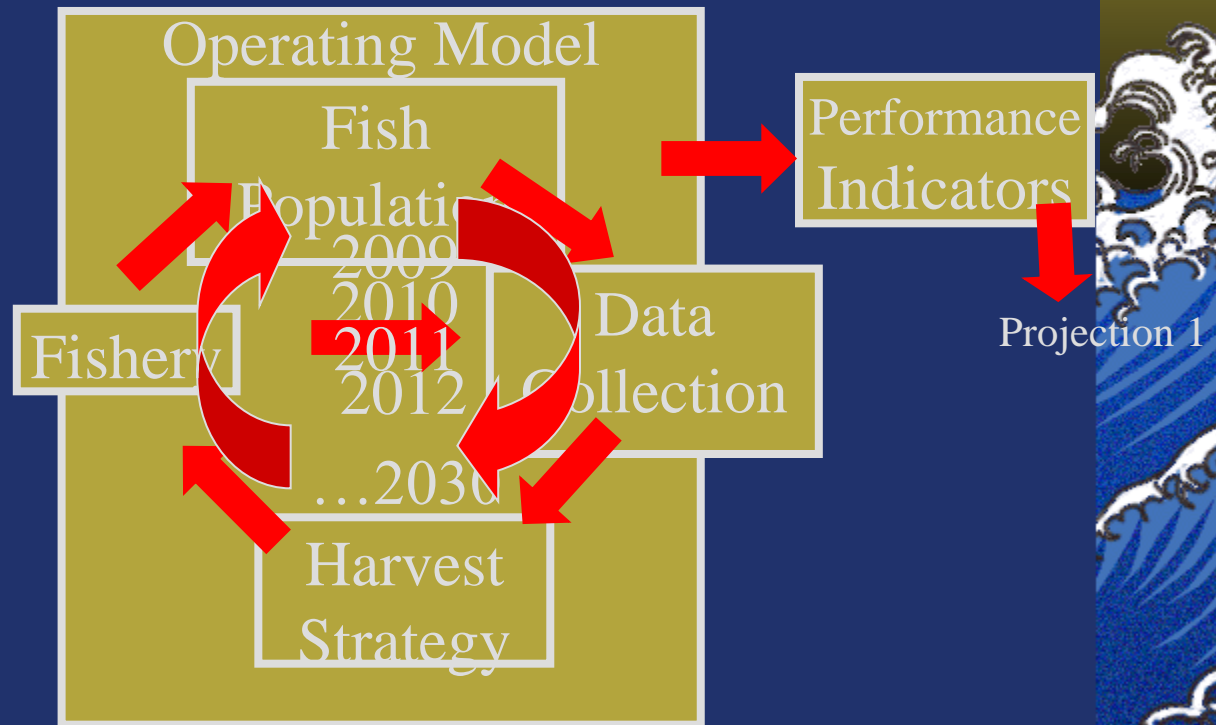 Operating Model
Fish
Population
2009
2010
2011
2012
…2030
Fishery
Data
Collection
Harvest
Strategy
Performance
Indicators
Projection 1